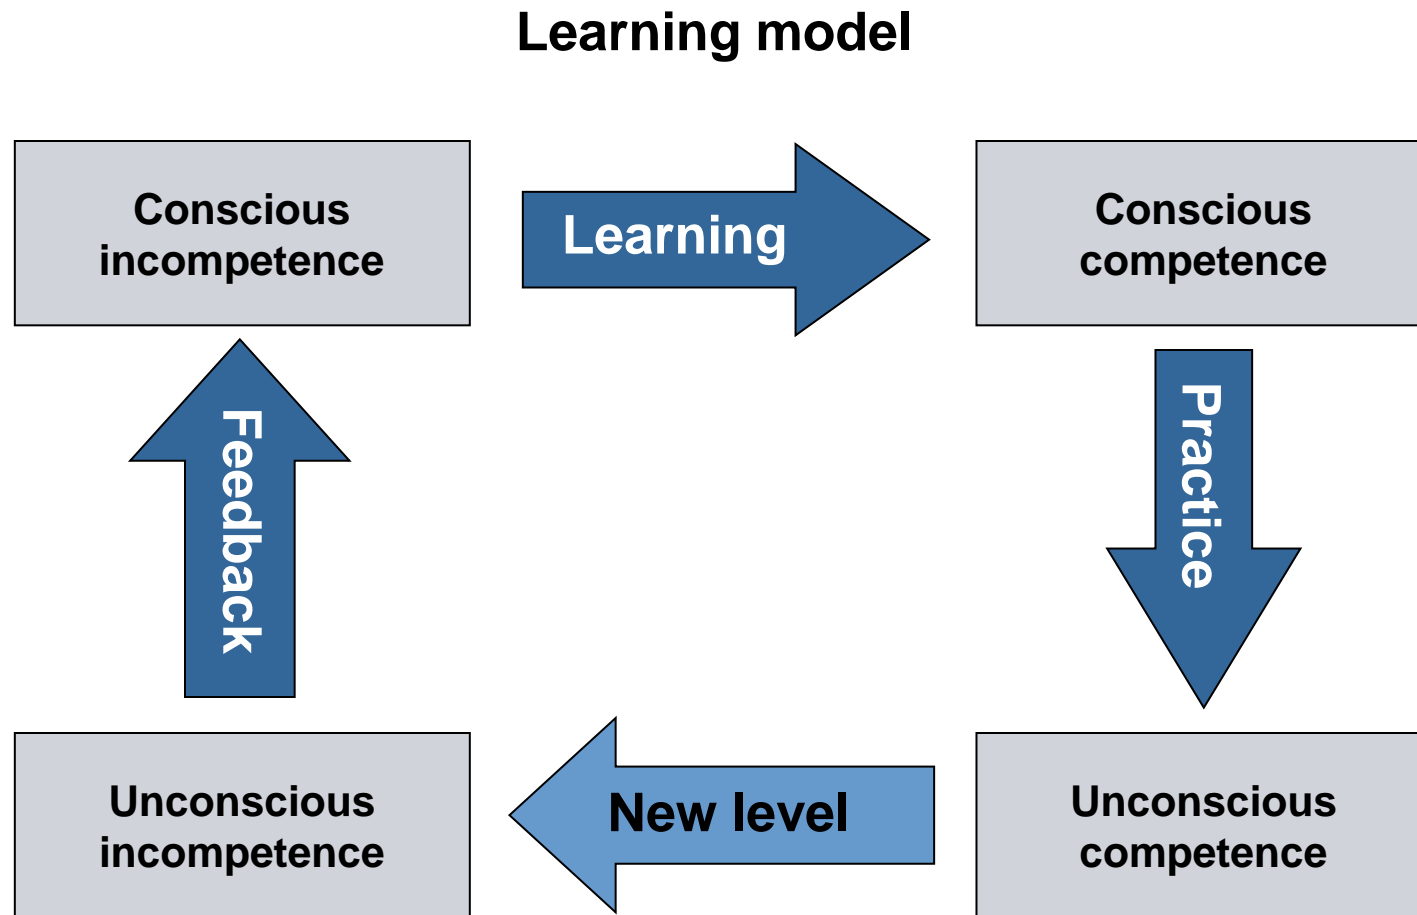 Learning model
Conscious
incompetence
Learning
Conscious
competence
Feedback
Practice
Unconscious
incompetence
New level
Unconscious
competence